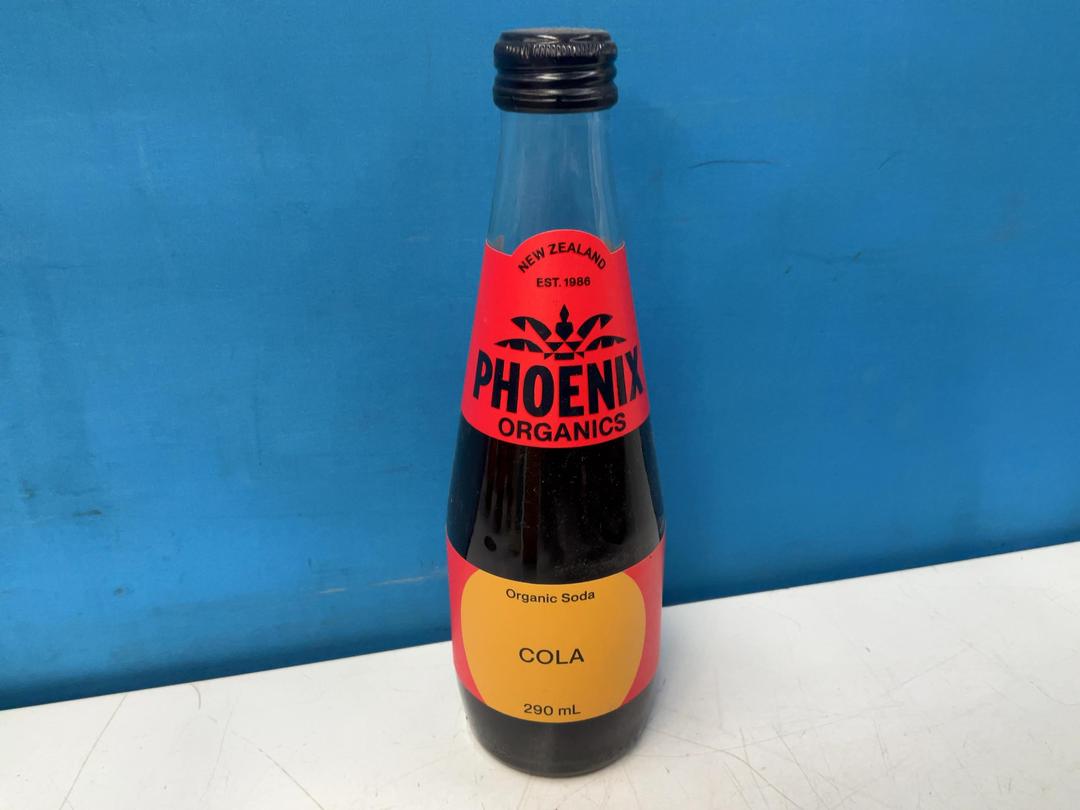 NEW ZEALAND
EST. 1986
PHOENIX
ORGANICS
Organic Soda
COLA
290 mL